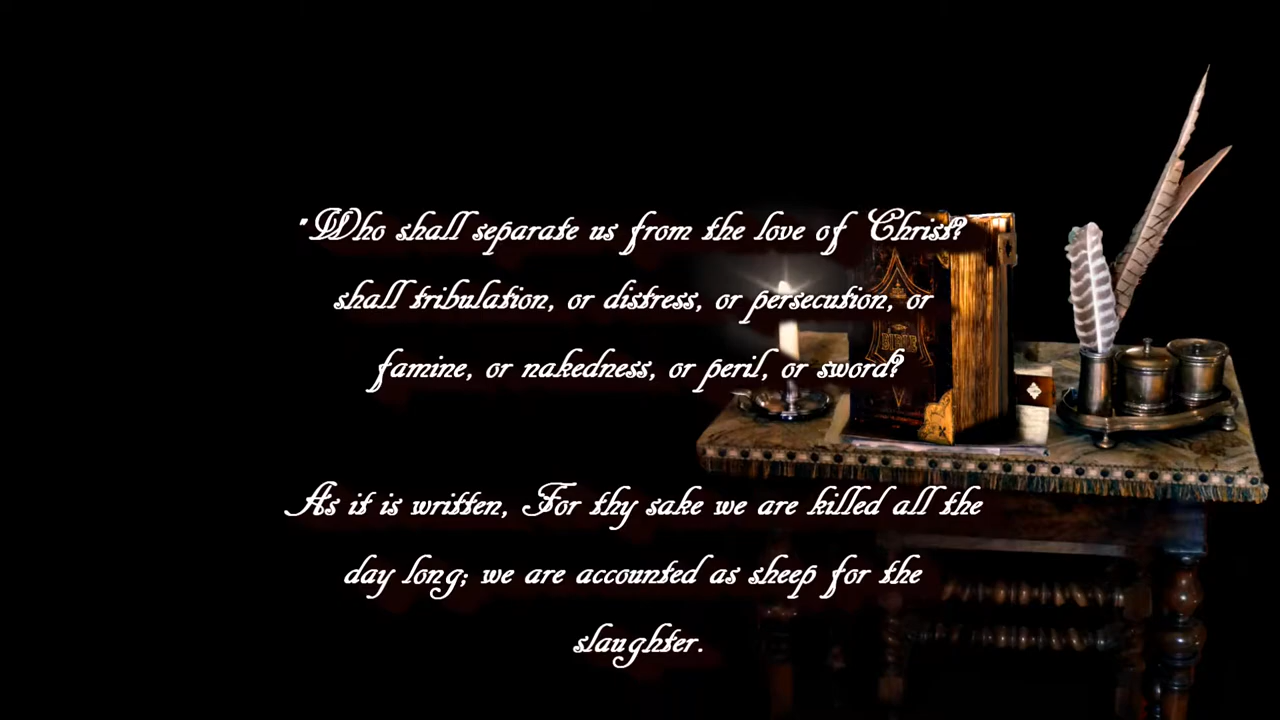 "Who shall separate us from the love of Christ?
shall tribulation, or distress, or persecution, or
famine, or nakedness, or peril, or sword?
BIBLE
As it is written, For thy sake we are killed all the
day long; we are accounted as sheep for the
slaughter.